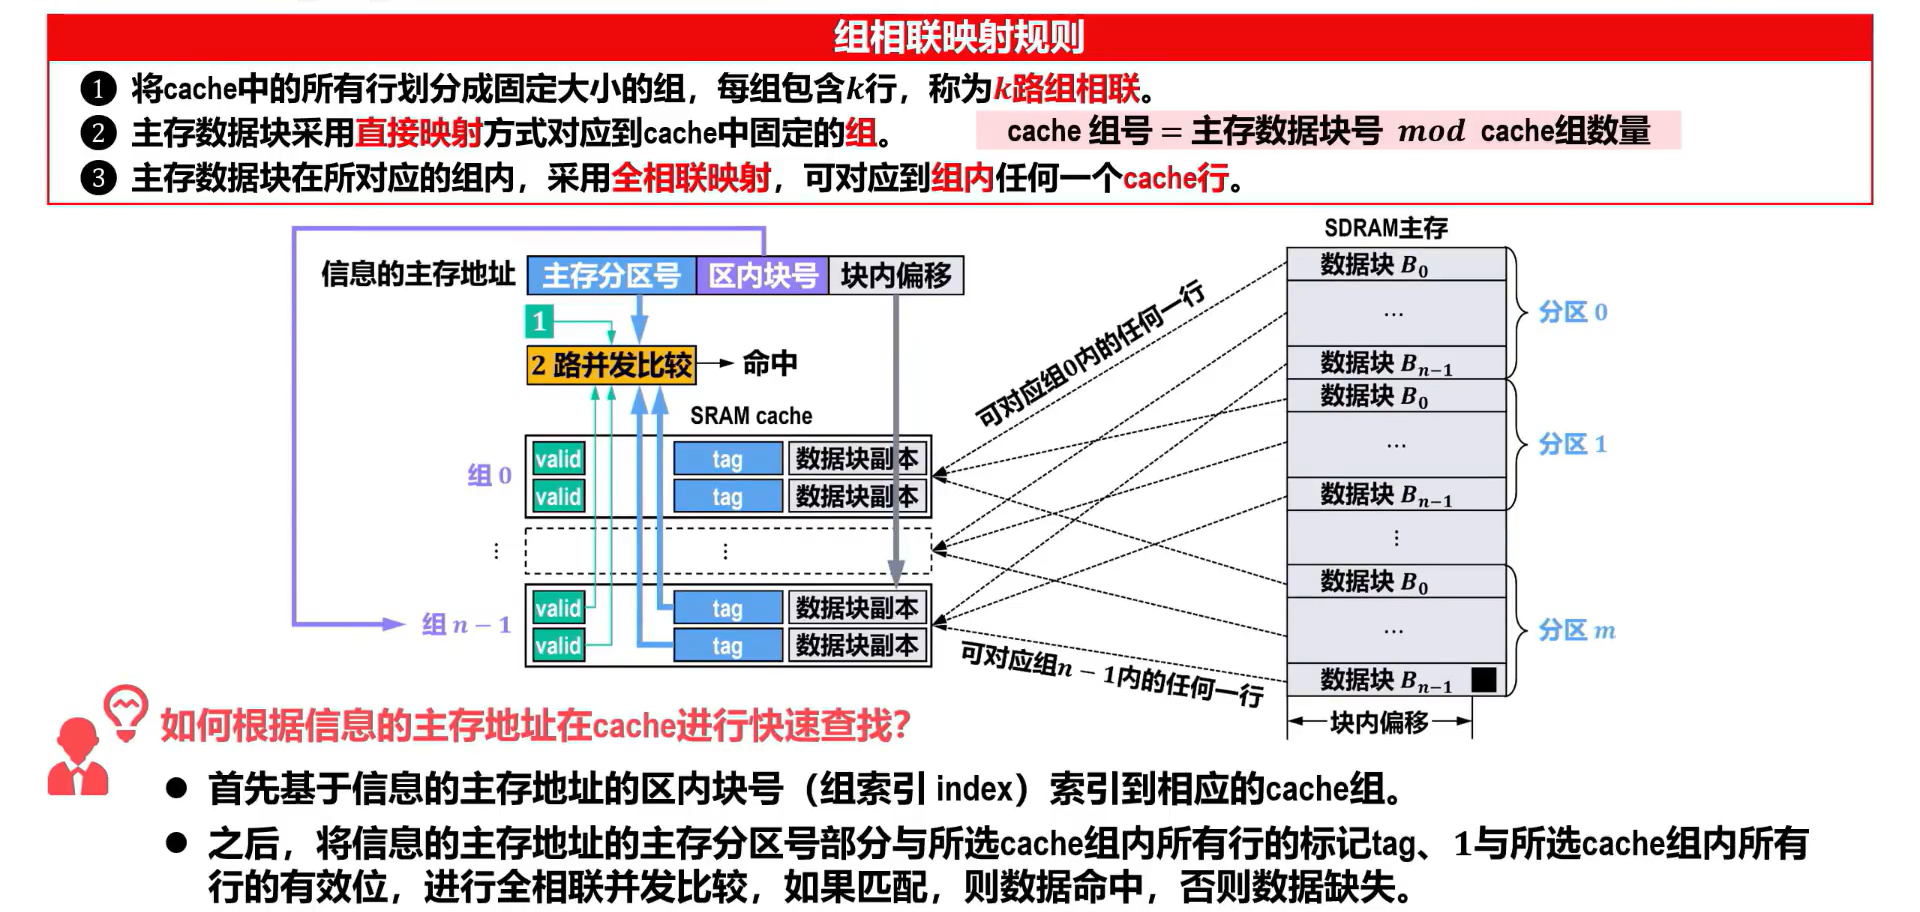 组相联映射规则
❶ 将cache中的所有行划分成固定大小的组，每组包含k行，称为k路组相联。
❷ 主存数据块采用直接映射方式对应到cache中固定的组。 cache 组号 = 主存数据块号 mod cache组数量
❸ 主存数据块在所对应的组内，采用全相联映射，可对应到组内任何一个cache行。
SDRAM主存
信息的主存地址 主存分区号 区内块号 块内偏移
数据块 B₀
...
数据块 Bₙ₋₁
分区 0
1
2 路并发比较 命中
可对应组0内的任何一行
数据块 B₀
...
数据块 Bₙ₋₁
分区 1
SRAM cache
组 0
valid tag 数据块副本
valid tag 数据块副本
⋮ ⋮
⋮
组 n − 1
valid tag 数据块副本
valid tag 数据块副本
数据块 B₀
...
数据块 Bₙ₋₁
分区 m
可对应组n − 1内的任何一行
块内偏移
如何根据信息的主存地址在cache进行快速查找？
● 首先基于信息的主存地址的区内块号（组索引 index）索引到相应的cache组。
● 之后，将信息的主存地址的主存分区号部分与所选cache组内所有行的标记tag、1与所选cache组内所有
行的有效位，进行全相联并发比较，如果匹配，则数据命中，否则数据缺失。